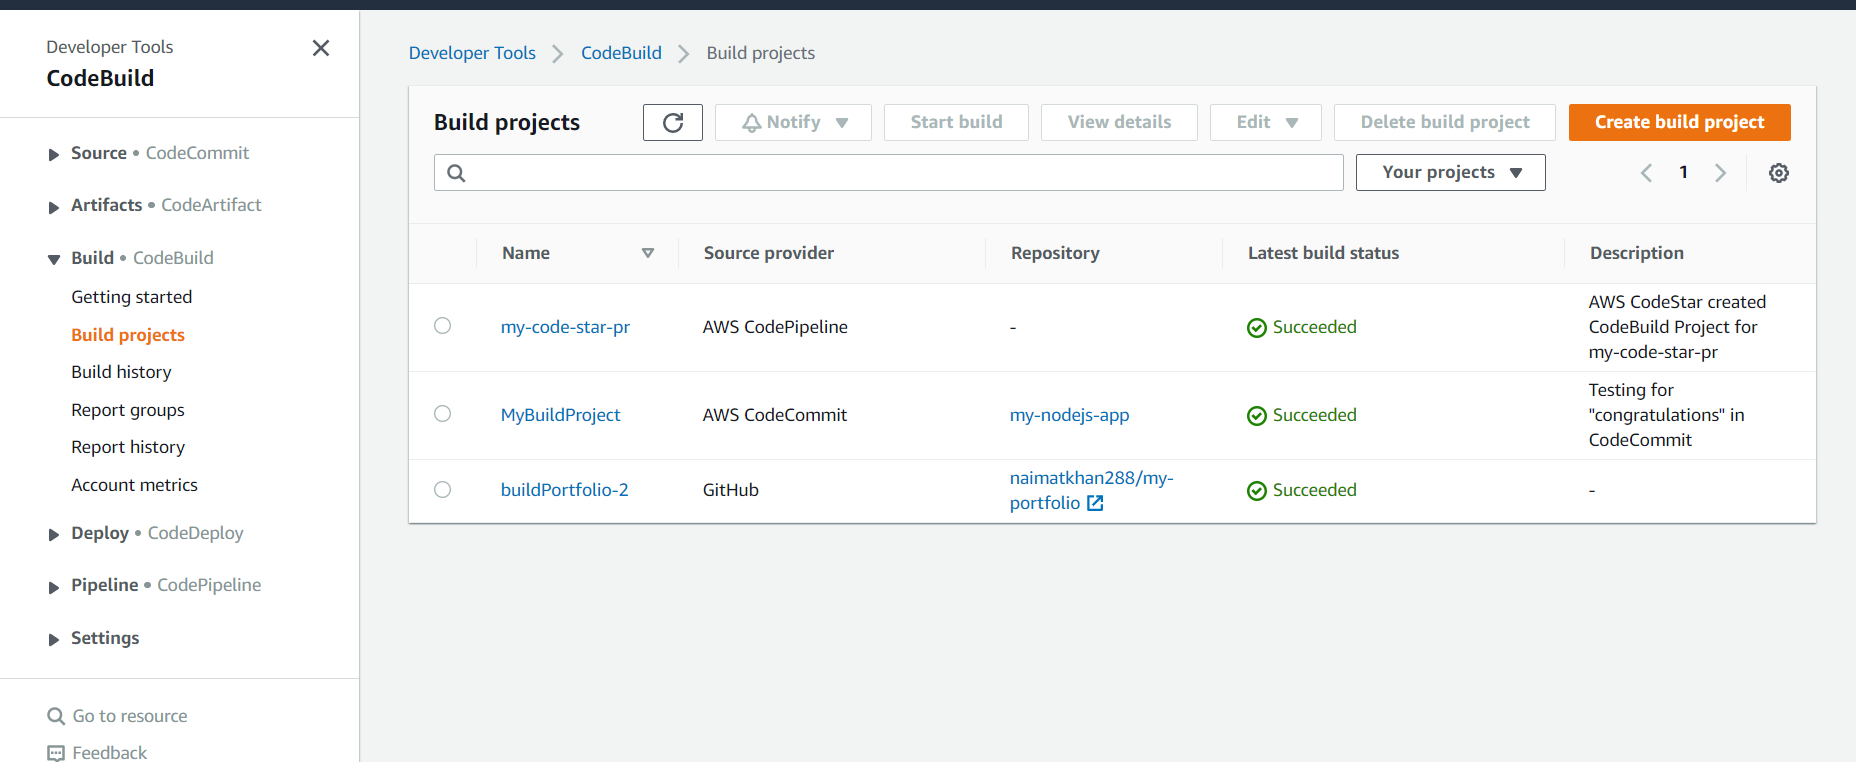 Developer Tools
CodeBuild
Source • CodeCommit
Artifacts • CodeArtifact
Build • CodeBuild
Getting started
Build projects
Build history
Report groups
Report history
Account metrics
Deploy • CodeDeploy
Pipeline • CodePipeline
Settings
Go to resource
Feedback
Developer Tools CodeBuild Build projects
Build projects Notify Start build View details Edit Delete build project Create build project
Your projects 1
Name Source provider Repository Latest build status Description
my-code-star-pr AWS CodePipeline - Succeeded AWS CodeStar created
CodeBuild Project for
my-code-star-pr
MyBuildProject AWS CodeCommit my-nodejs-app Succeeded Testing for
"congratulations" in
CodeCommit
buildPortfolio-2 GitHub naimatkhan288/my-
portfolio Succeeded -